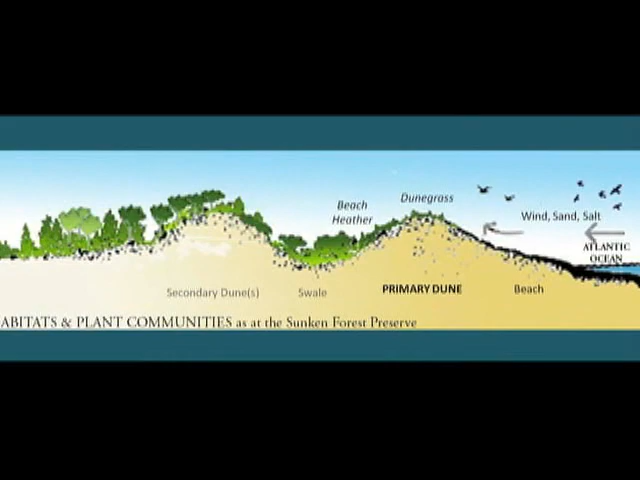 Dunegrass
Beach
Heather
Wind, Sand, Salt
ATLANTIC
OCEAN
Secondary Dune(s)
Swale
PRIMARY DUNE
Beach
ABITATS & PLANT COMMUNITIES as at the Sunken Forest Preserve